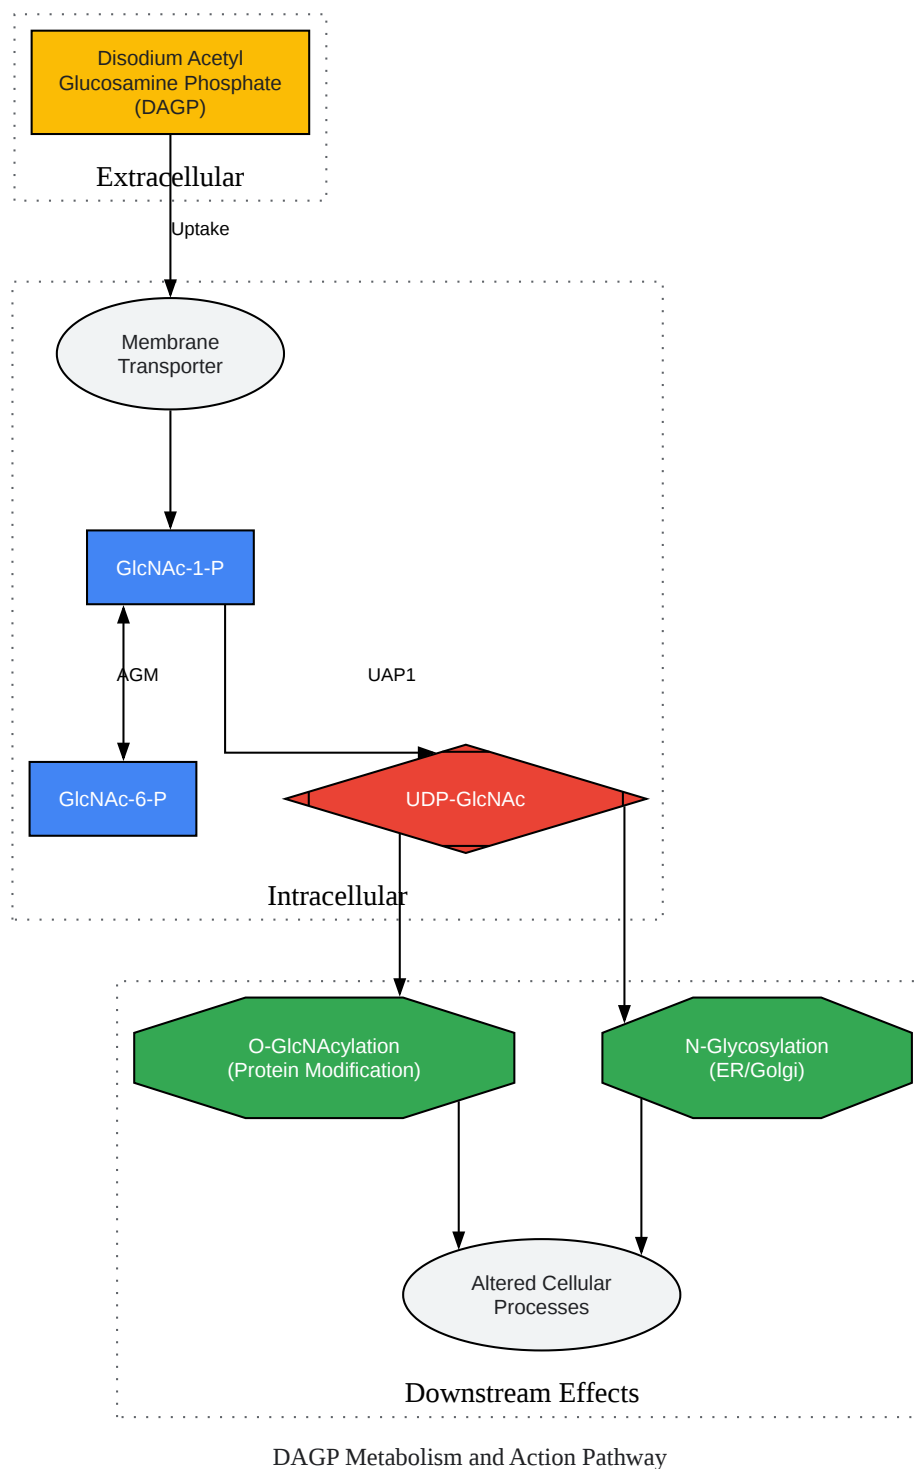 Disodium Acetyl
Glucosamine Phosphate
(DAGP)
Extracellular
Uptake
Membrane
Transporter
GlcNAc-1-P
AGM
UAP1
GlcNAc-6-P
UDP-GlcNAc
Intracellular
O-GlcNAcylation
(Protein Modification)
N-Glycosylation
(ER/Golgi)
Altered Cellular
Processes
Downstream Effects
DAGP Metabolism and Action Pathway